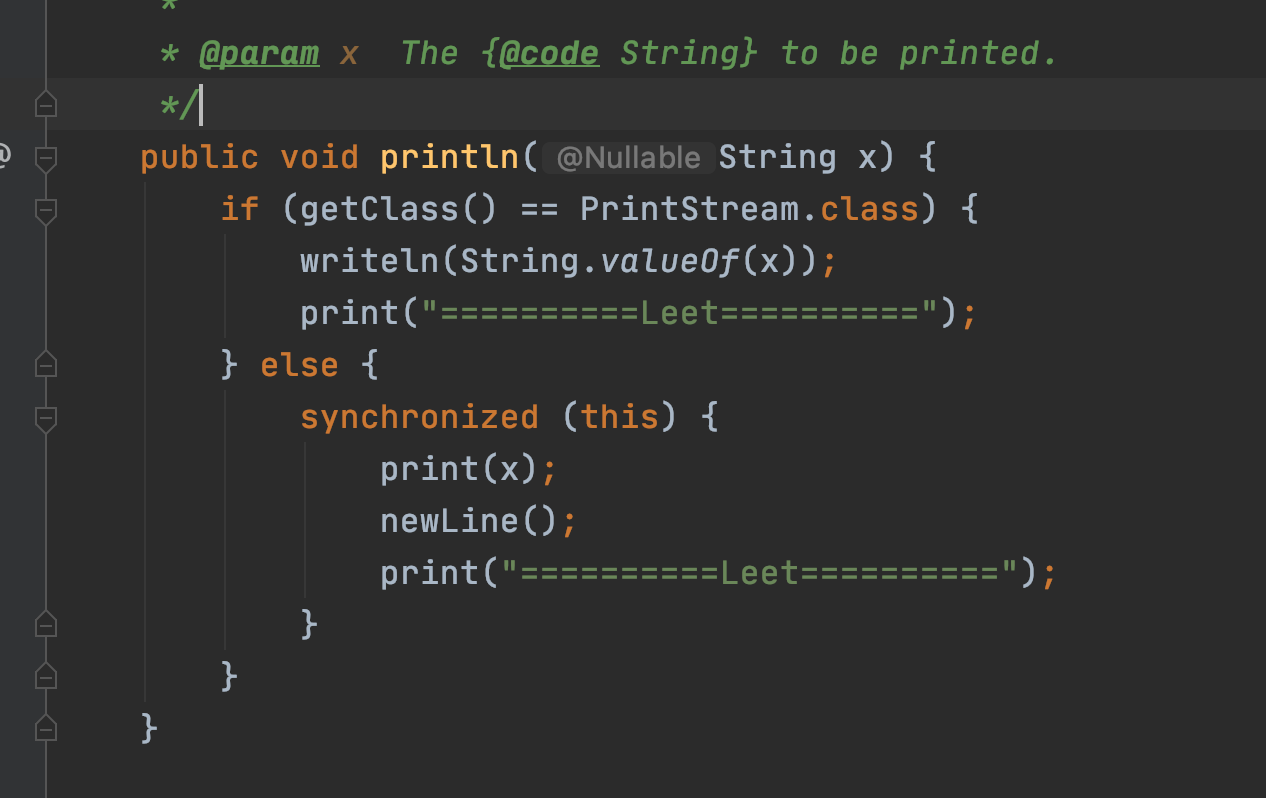 *
* @param x  The {@code String} to be printed.
*/
@
public void println( @Nullable String x) {
if (getClass() == PrintStream.class) {
writeln(String.valueOf(x));
print("==========Leet==========");
} else {
synchronized (this) {
print(x);
newLine();
print("==========Leet==========");
}
}
}